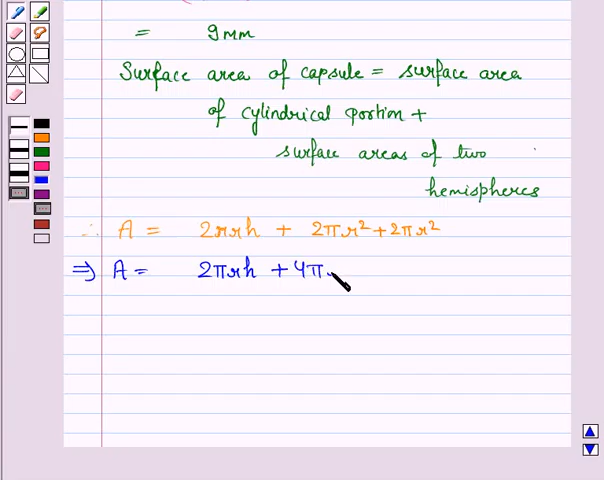 = 9mm
Surface area of capsule = surface area
of cylindrical portion +
surface areas of two
hemispheres
∴ A = 2πrh + 2πr²+2πr²
⇒ A = 2πrh + 4π